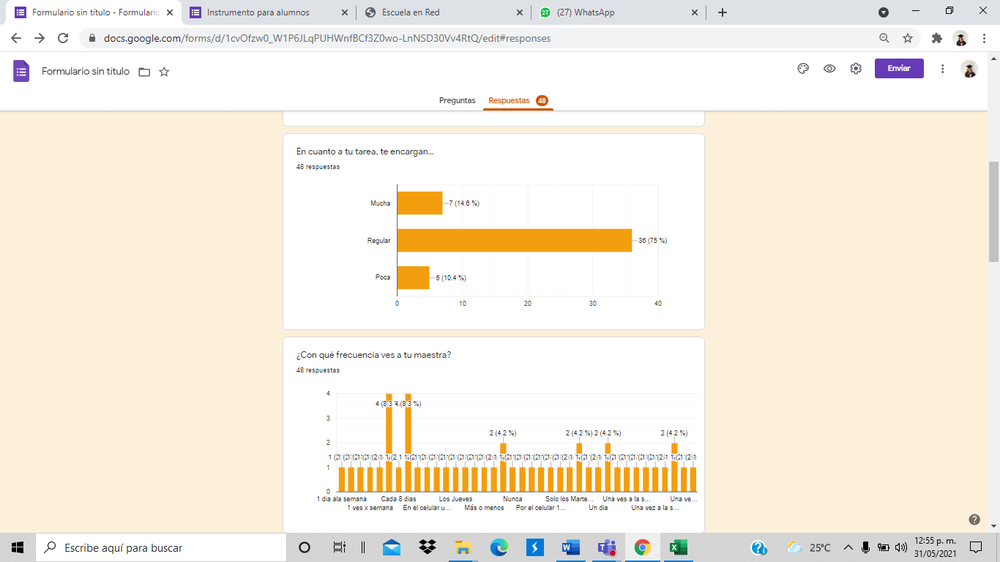 Formulario sin título - Formulario
Instrumento para alumnos
Escuela en Red
27
(27) WhatsApp
docs.google.com/forms/d/1cvOfzw0_W1P6JLqPUHWnfBCf3Z0wo-LnNSD30Vv4RtQ/edit#responses
Formulario sin título
Enviar
Preguntas
Respuestas 48
En cuanto a tu tarea, te encargan...
48 respuestas
Mucha
7 (14.6 %)
Regular
36 (75 %)
Poca
5 (10.4 %)
0 10 20 30 40
¿Con qué frecuencia ves a tu maestra?
48 respuestas
4
3
2
1
0
4 (8.3
4 (8.3 %)
2 (4.2 %)
2 (4.2 %)
2 (4.2 %)
2 (4.2 %)
1 día ala semana
Cada 8 dias
Los Jueves
Nunca
Solo los Marte...
Una ves a la s...
Una ve...
1 ves x semana
En el celular u...
Más o menos
Por el celular 1...
Un dia
Una vez a la s...
Escribe aquí para buscar
25°C
12:55 p. m.
31/05/2021